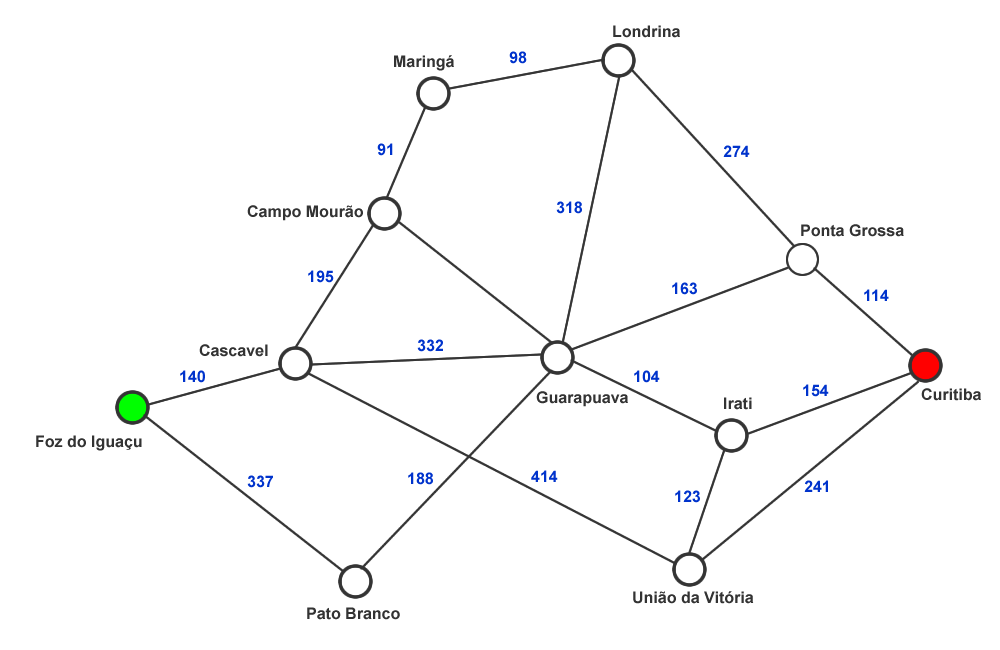 Londrina
Maringá
98
91
274
Campo Mourão
318
Ponta Grossa
195
163
114
Cascavel
332
140
104
Curitiba
Guarapuava
Irati
154
Foz do Iguaçu
337
188
414
123
241
União da Vitória
Pato Branco